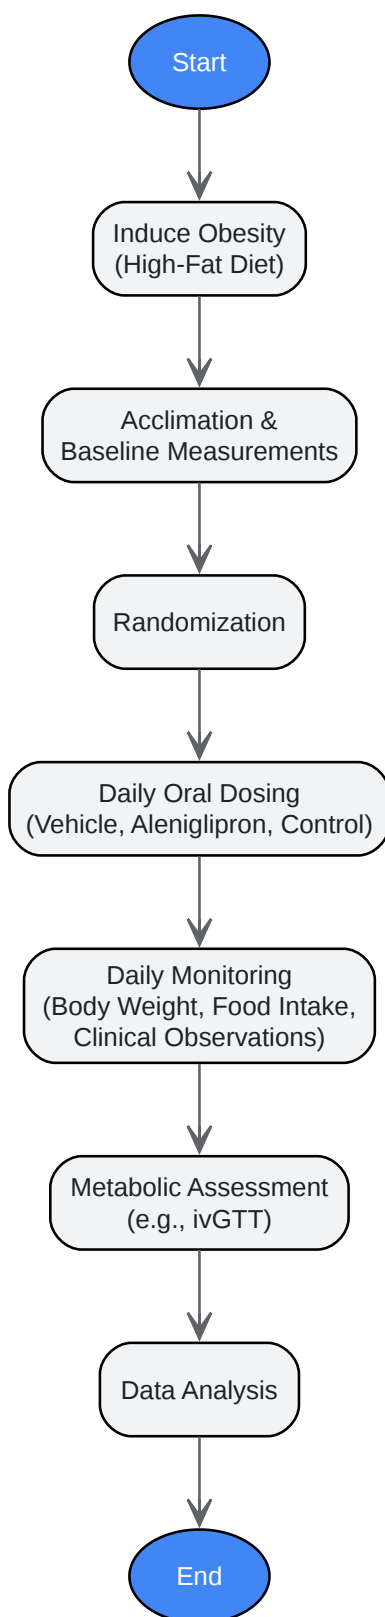 Start
Induce Obesity
(High-Fat Diet)
Acclimation &
Baseline Measurements
Randomization
Daily Oral Dosing
(Vehicle, Aleniglipron, Control)
Daily Monitoring
(Body Weight, Food Intake,
Clinical Observations)
Metabolic Assessment
(e.g., ivGTT)
Data Analysis
End